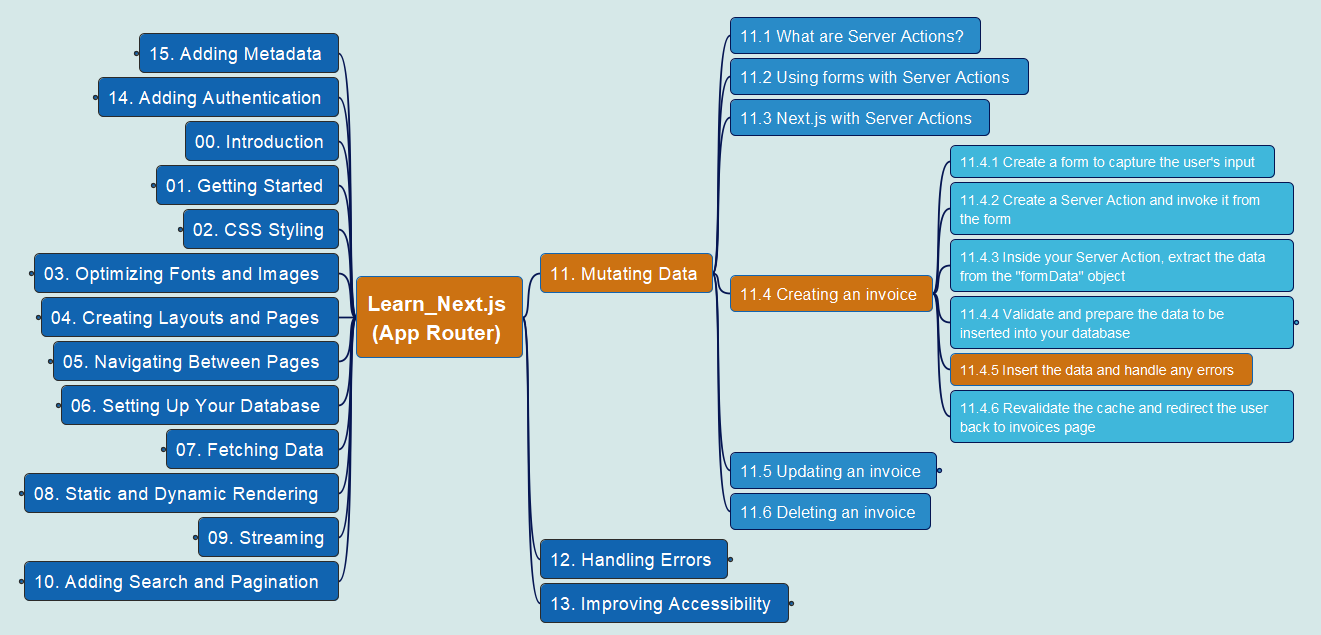 15. Adding Metadata
14. Adding Authentication
00. Introduction
01. Getting Started
02. CSS Styling
03. Optimizing Fonts and Images
04. Creating Layouts and Pages
05. Navigating Between Pages
06. Setting Up Your Database
07. Fetching Data
08. Static and Dynamic Rendering
09. Streaming
10. Adding Search and Pagination
Learn_Next.js
(App Router)
11. Mutating Data
11.1 What are Server Actions?
11.2 Using forms with Server Actions
11.3 Next.js with Server Actions
11.4 Creating an invoice
11.4.1 Create a form to capture the user's input
11.4.2 Create a Server Action and invoke it from
the form
11.4.3 Inside your Server Action, extract the data
from the "formData" object
11.4.4 Validate and prepare the data to be
inserted into your database
11.4.5 Insert the data and handle any errors
11.4.6 Revalidate the cache and redirect the user
back to invoices page
11.5 Updating an invoice
11.6 Deleting an invoice
12. Handling Errors
13. Improving Accessibility